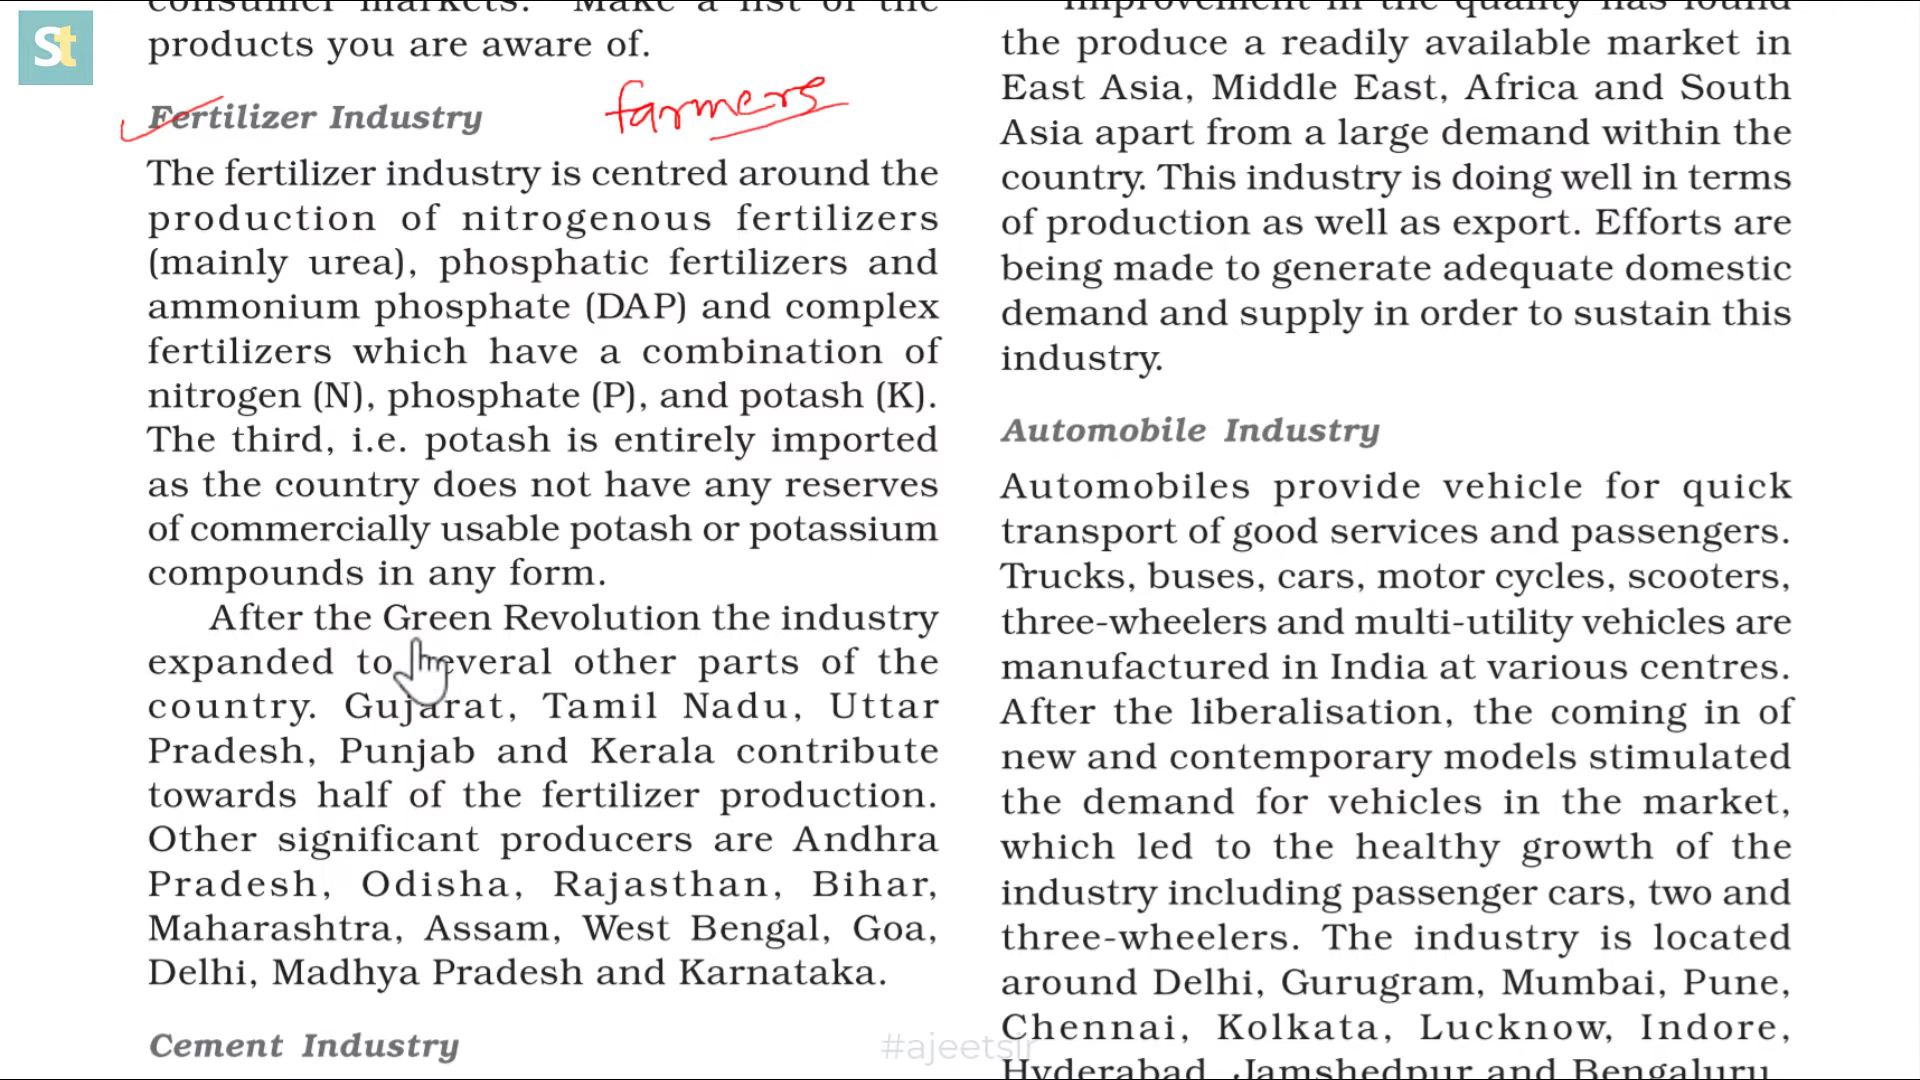 St
products you are aware of.
Fertilizer Industry
farmers
The fertilizer industry is centred around the
production of nitrogenous fertilizers
(mainly urea), phosphatic fertilizers and
ammonium phosphate (DAP) and complex
fertilizers which have a combination of
nitrogen (N), phosphate (P), and potash (K).
The third, i.e. potash is entirely imported
as the country does not have any reserves
of commercially usable potash or potassium
compounds in any form.
After the Green Revolution the industry
expanded to several other parts of the
country. Gujarat, Tamil Nadu, Uttar
Pradesh, Punjab and Kerala contribute
towards half of the fertilizer production.
Other significant producers are Andhra
Pradesh, Odisha, Rajasthan, Bihar,
Maharashtra, Assam, West Bengal, Goa,
Delhi, Madhya Pradesh and Karnataka.
Cement Industry
Improvement in the quality has found
the produce a readily available market in
East Asia, Middle East, Africa and South
Asia apart from a large demand within the
country. This industry is doing well in terms
of production as well as export. Efforts are
being made to generate adequate domestic
demand and supply in order to sustain this
industry.
Automobile Industry
Automobiles provide vehicle for quick
transport of good services and passengers.
Trucks, buses, cars, motor cycles, scooters,
three-wheelers and multi-utility vehicles are
manufactured in India at various centres.
After the liberalisation, the coming in of
new and contemporary models stimulated
the demand for vehicles in the market,
which led to the healthy growth of the
industry including passenger cars, two and
three-wheelers. The industry is located
around Delhi, Gurugram, Mumbai, Pune,
Chennai, Kolkata, Lucknow, Indore,
Hyderabad, Jamshedpur and Bengaluru
#ajeetsir